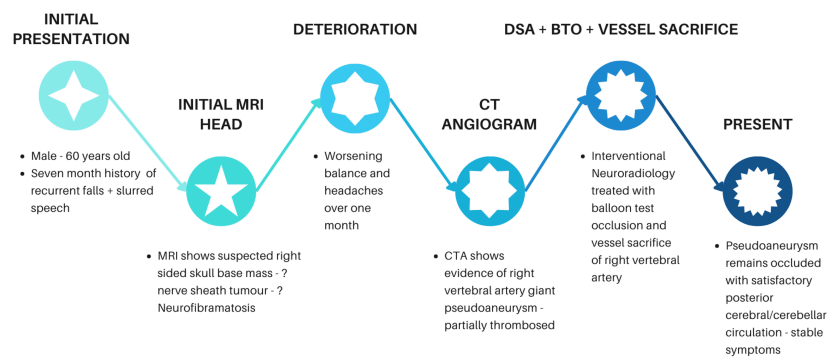 INITIAL
PRESENTATION
• Male - 60 years old
• Seven month history of
recurrent falls + slurred
speech
INITIAL MRI
HEAD
• MRI shows suspected right
sided skull base mass - ?
nerve sheath tumour - ?
Neurofibramatosis
DETERIORATION
• Worsening
balance and
headaches
over one
month
CT
ANGIOGRAM
• CTA shows
evidence of right
vertebral artery giant
pseudoaneurysm -
partially thrombosed
DSA + BTO + VESSEL SACRIFICE
• Interventional
Neuroradiology
treated with
balloon test
occlusion and
vessel sacrifice
of right vertebral
artery
PRESENT
• Pseudoaneurysm
remains occluded
with satisfactory
posterior
cerebral/cerebellar
circulation - stable
symptoms